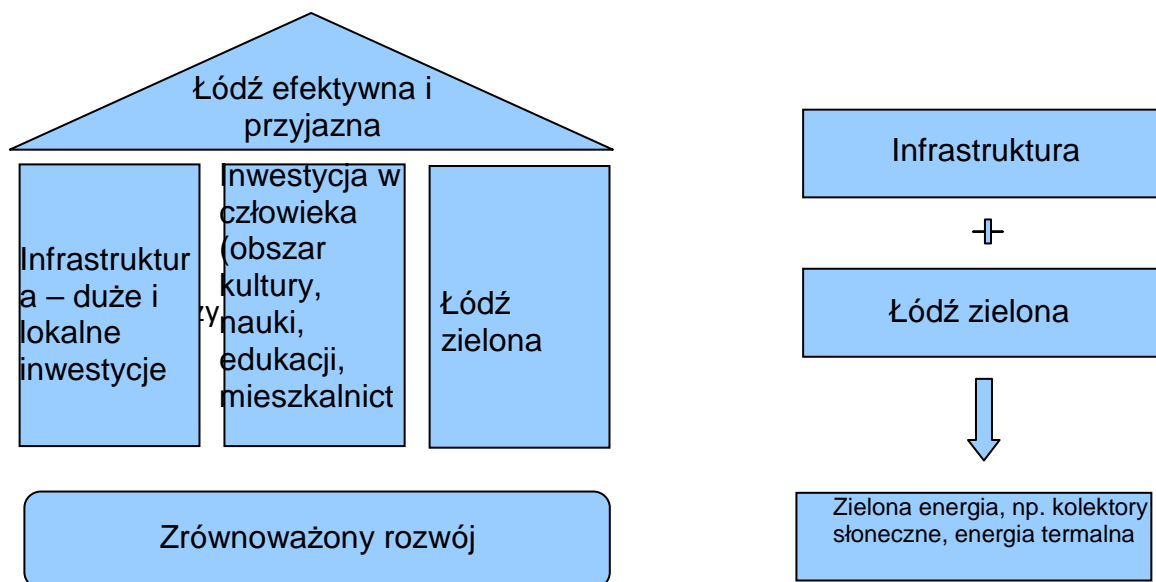 Łódź efektywna i
przyjazna
Infrastruktur
a – duże i
lokalne
inwestycje
zy
Inwestycja w
człowieka
(obszar
kultury,
nauki,
edukacji,
mieszkalnict
Łódź
zielona
Zrównoważony rozwój
Infrastruktura
+
Łódź zielona
Zielona energia, np. kolektory
słoneczne, energia termalna